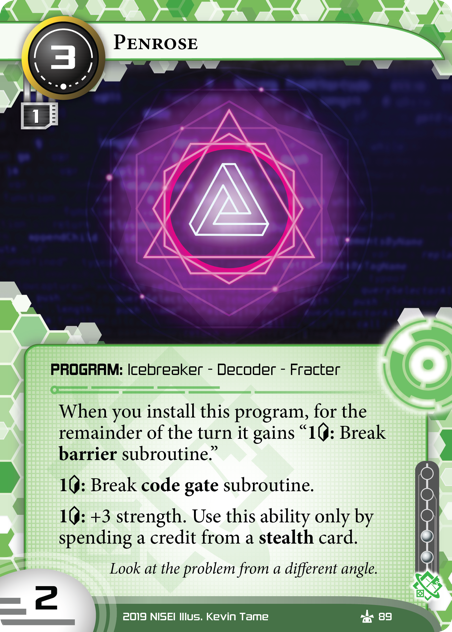 3
Penrose
1
PROGRAM: Icebreaker - Decoder - Fracter
When you install this program, for the
remainder of the turn it gains “1: Break
barrier subroutine.”
1: Break code gate subroutine.
1: +3 strength. Use this ability only by
spending a credit from a stealth card.
Look at the problem from a different angle.
2
2019 NISEI Illus. Kevin Tame
89